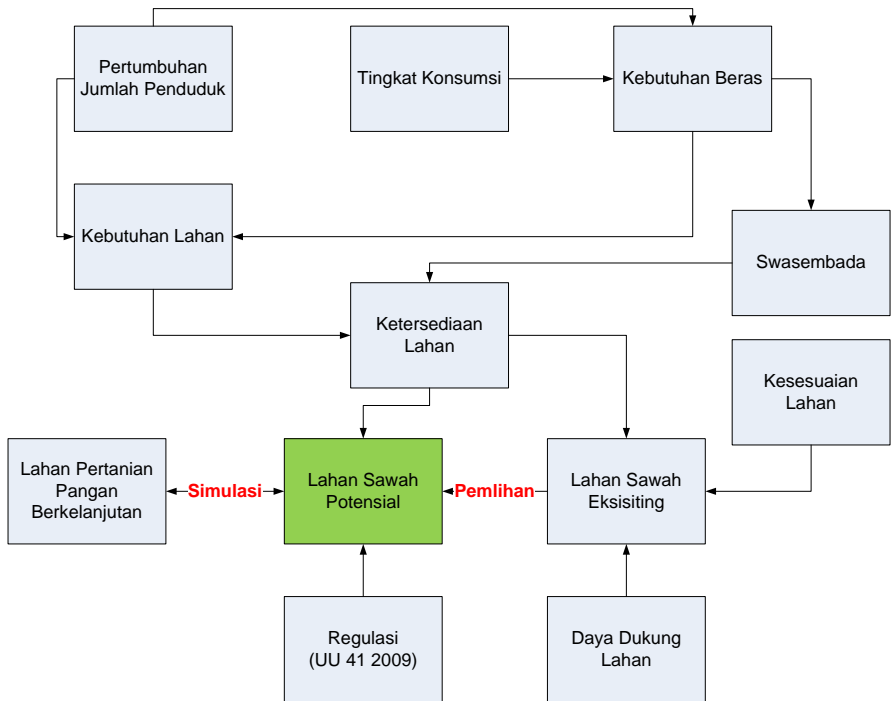 Pertumbuhan
Jumlah Penduduk
Tingkat Konsumsi
Kebutuhan Beras
Kebutuhan Lahan
Swasembada
Ketersediaan
Lahan
Kesesuaian
Lahan
Lahan Pertanian
Pangan
Berkelanjutan
Simulasi
Lahan Sawah
Potensial
Pemlihan
Lahan Sawah
Eksisiting
Regulasi
(UU 41 2009)
Daya Dukung
Lahan